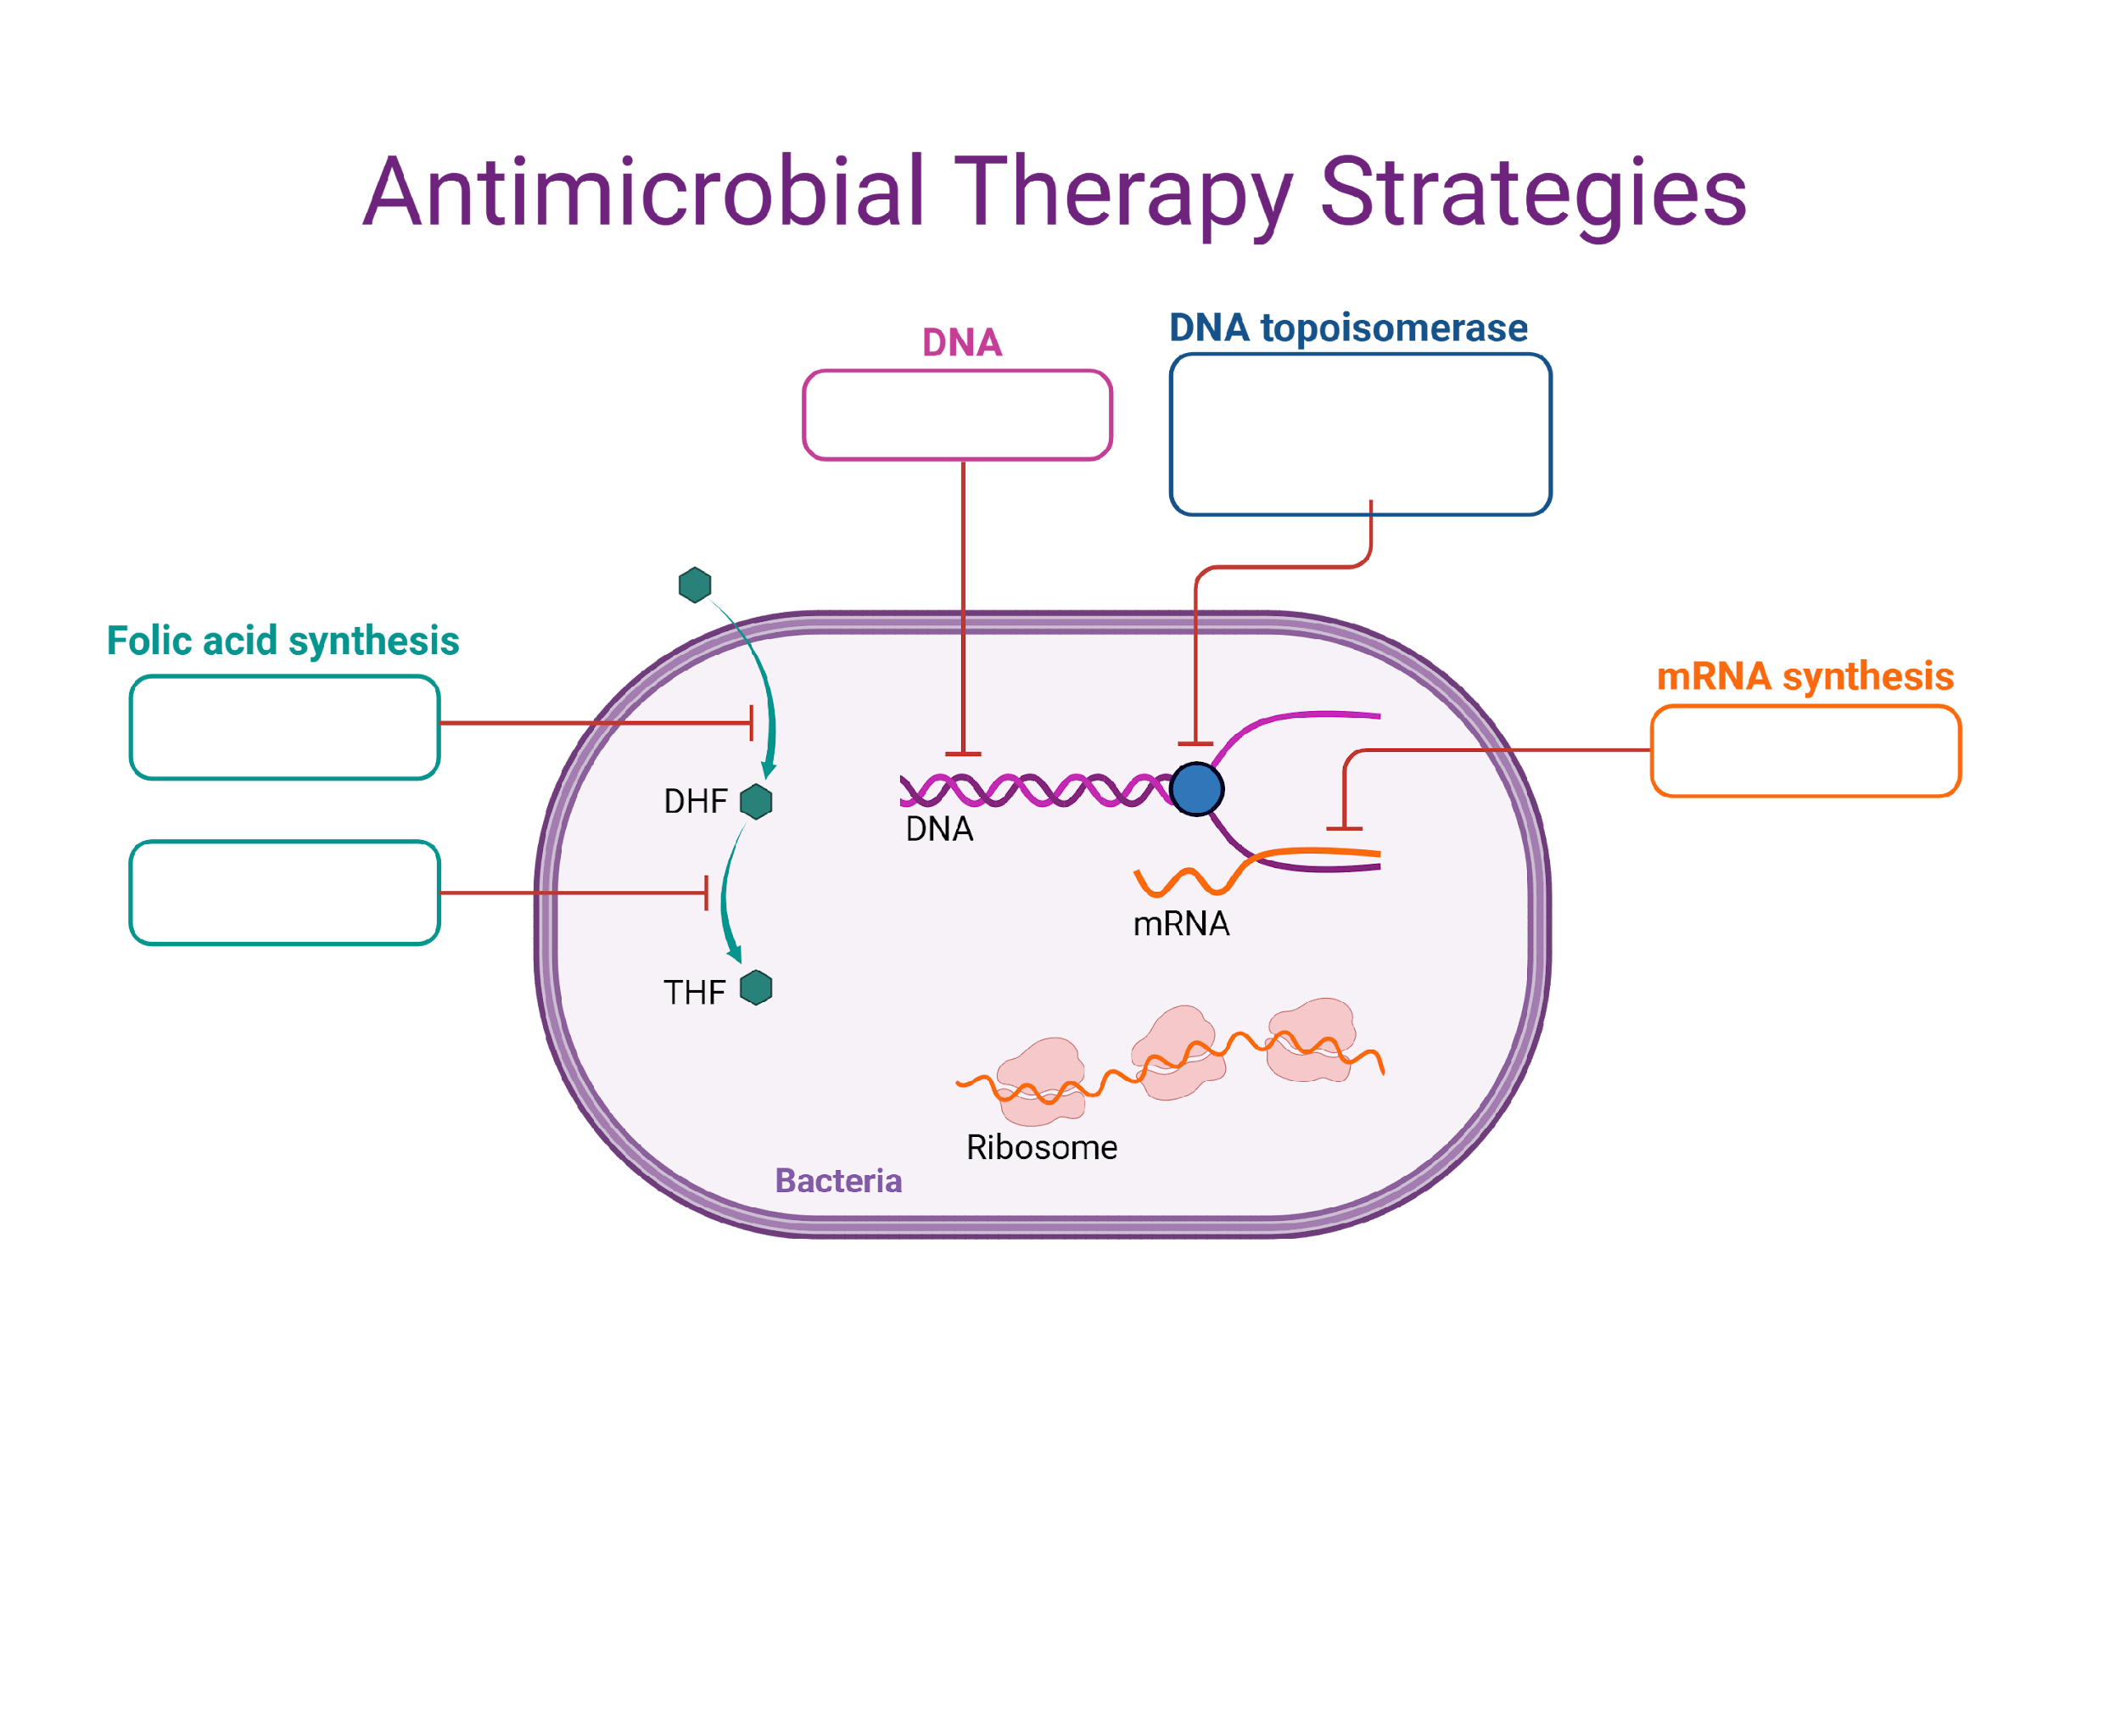 Antimicrobial Therapy Strategies
DNA
DNA topoisomerase
Folic acid synthesis
mRNA synthesis
DHF
DNA
mRNA
THF
Ribosome
Bacteria